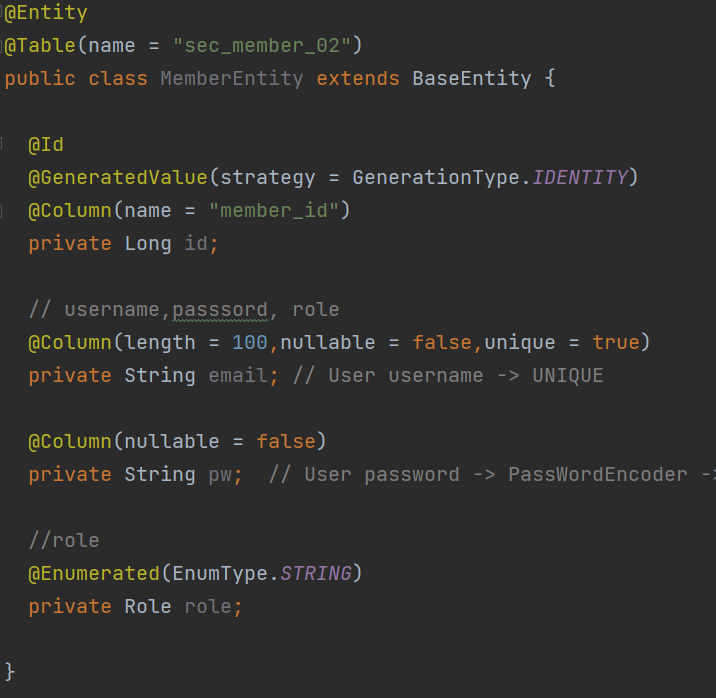 @Entity
@Table(name = "sec_member_02")
public class MemberEntity extends BaseEntity {
@Id
@GeneratedValue(strategy = GenerationType.IDENTITY)
@Column(name = "member_id")
private Long id;
// username,passsord, role
@Column(length = 100,nullable = false,unique = true)
private String email; // User username -> UNIQUE
@Column(nullable = false)
private String pw;  // User password -> PassWordEncoder ->
//role
@Enumerated(EnumType.STRING)
private Role role;
}